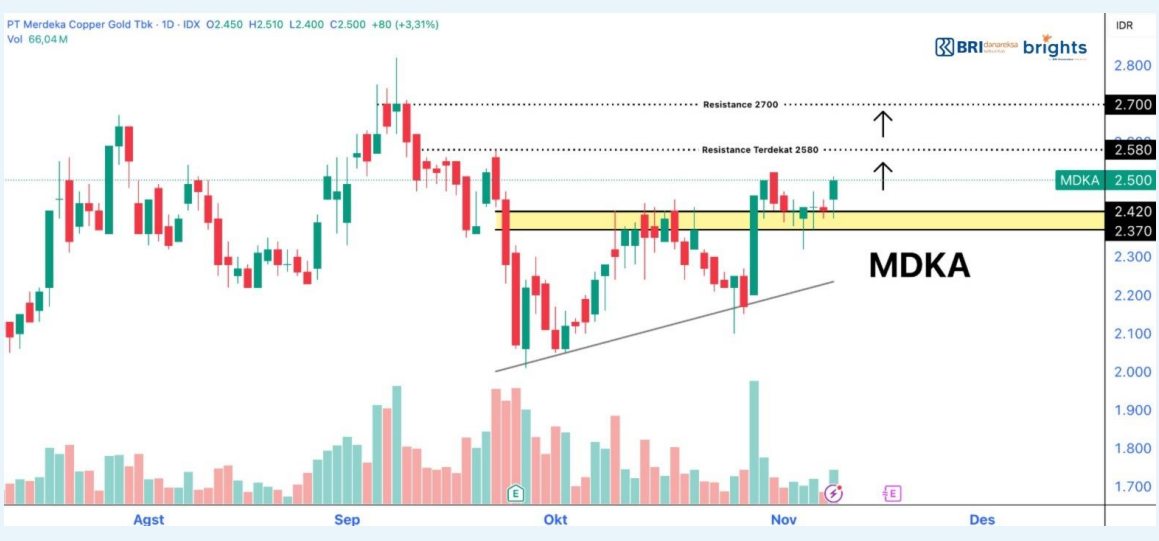 PT Merdeka Copper Gold Tbk · 1D · IDX O2.450 H2.510 L2.400 C2.500 +80 (+3,31%)
Vol 66,04 M
IDR
BRI danareksa sekuritas brights
2.800
Resistance 2700
2.700
Resistance Terdekat 2580
2.580
MDKA 2.500
2.420
2.370
MDKA
2.300
2.200
2.100
2.000
1.900
1.800
1.700
E
E
Agst Sep Okt Nov Des